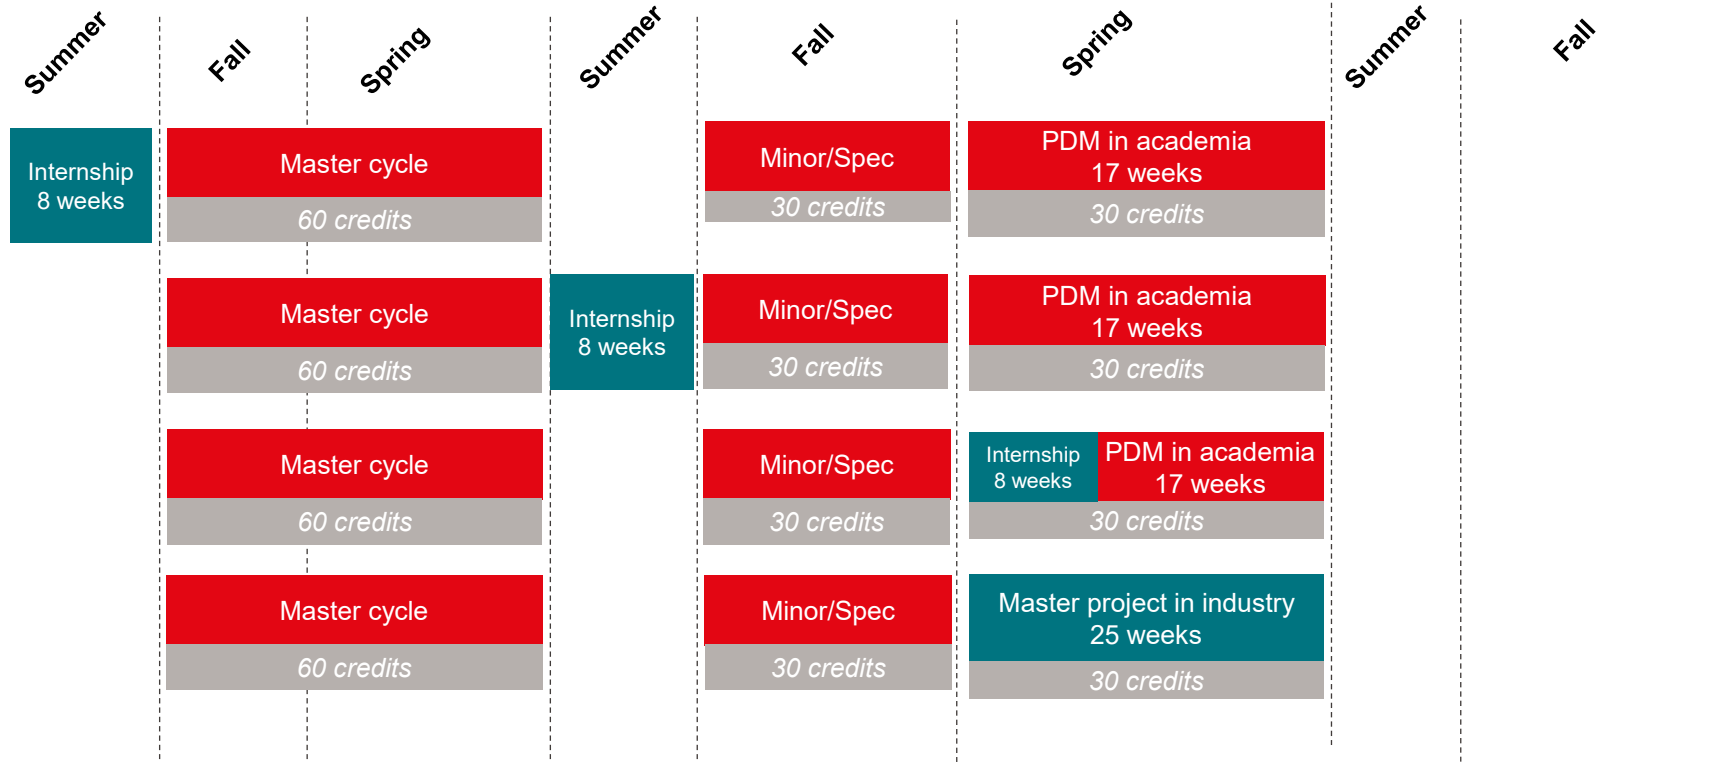 Summer
Fall
Spring
Summer
Fall
Spring
Summer
Fall
Internship
8 weeks
Master cycle
60 credits
Minor/Spec
30 credits
PDM in academia
17 weeks
30 credits
Master cycle
60 credits
Internship
8 weeks
Minor/Spec
30 credits
PDM in academia
17 weeks
30 credits
Master cycle
60 credits
Minor/Spec
30 credits
Internship
8 weeks
PDM in academia
17 weeks
30 credits
Master cycle
60 credits
Minor/Spec
30 credits
Master project in industry
25 weeks
30 credits